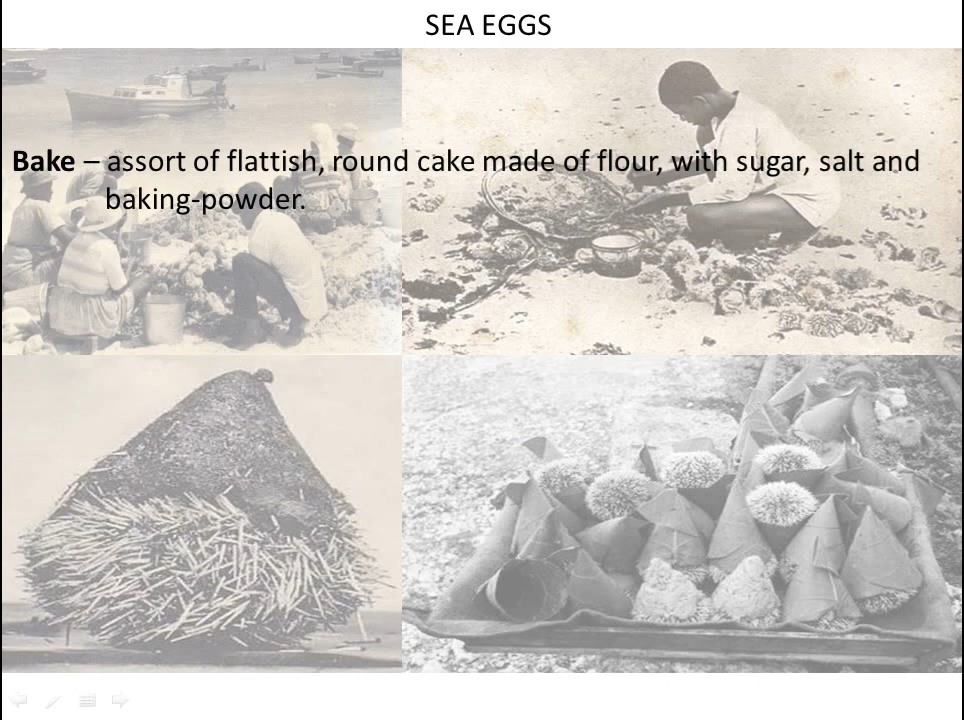 SEA EGGS
Bake – assort of flattish, round cake made of flour, with sugar, salt and
baking-powder.